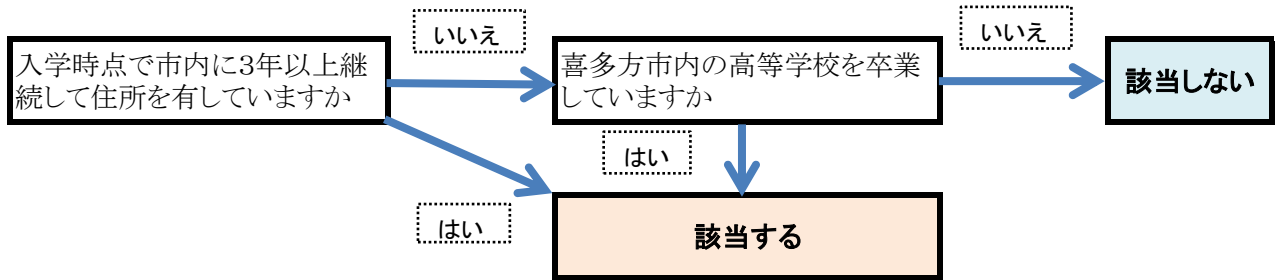 いいえ
いいえ
入学時点で市内に3年以上継
続して住所を有していますか
喜多方市内の高等学校を卒業
していますか
該当しない
はい
はい
該当する